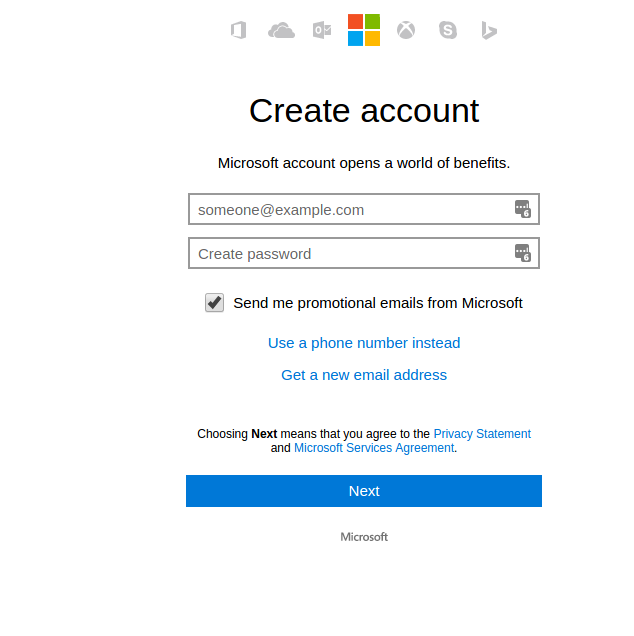 Create account
Microsoft account opens a world of benefits.
someone@example.com
6
Create password
6
Send me promotional emails from Microsoft
Use a phone number instead
Get a new email address
Choosing Next means that you agree to the Privacy Statement
and Microsoft Services Agreement.
Next
Microsoft